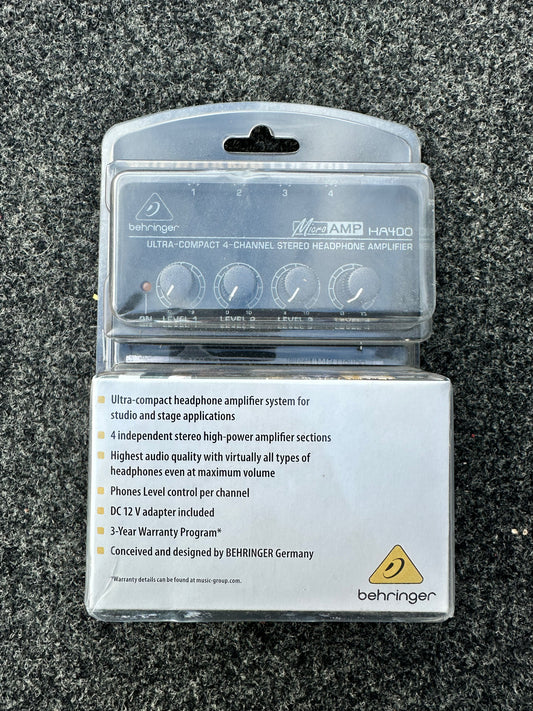 1 2 3 4
behringer
Micro AMP HA400
ULTRA-COMPACT 4-CHANNEL STEREO HEADPHONE AMPLIFIER
ON LEVEL 1 LEVEL 2 LEVEL 3
Ultra-compact headphone amplifier system for
studio and stage applications
4 independent stereo high-power amplifier sections
Highest audio quality with virtually all types of
headphones even at maximum volume
Phones Level control per channel
DC 12 V adapter included
3-Year Warranty Program*
Conceived and designed by BEHRINGER Germany
*Warranty details can be found at music-group.com.
behringer